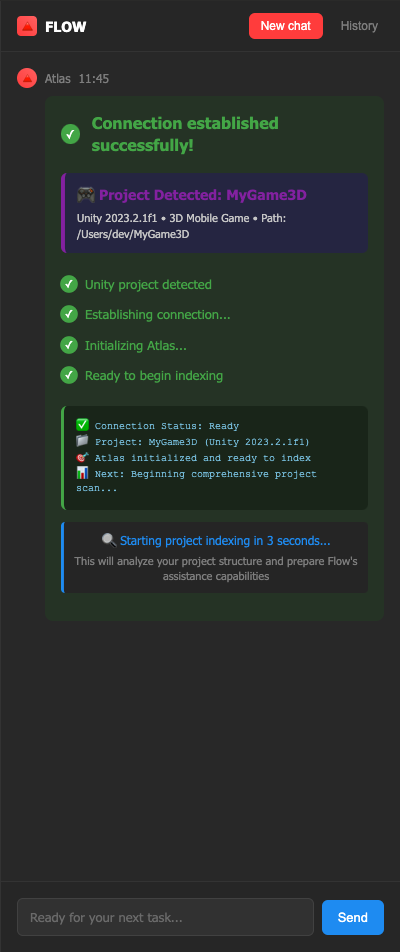 FLOW
New chat
History
Atlas 11:45
Connection established
successfully!
Project Detected: MyGame3D
Unity 2023.2.1f1 • 3D Mobile Game • Path:
/Users/dev/MyGame3D
Unity project detected
Establishing connection...
Initializing Atlas...
Ready to begin indexing
✅ Connection Status: Ready
📁 Project: MyGame3D (Unity 2023.2.1f1)
🎯 Atlas initialized and ready to index
📊 Next: Beginning comprehensive project
scan...
🔍 Starting project indexing in 3 seconds...
This will analyze your project structure and prepare Flow's
assistance capabilities
Ready for your next task...
Send